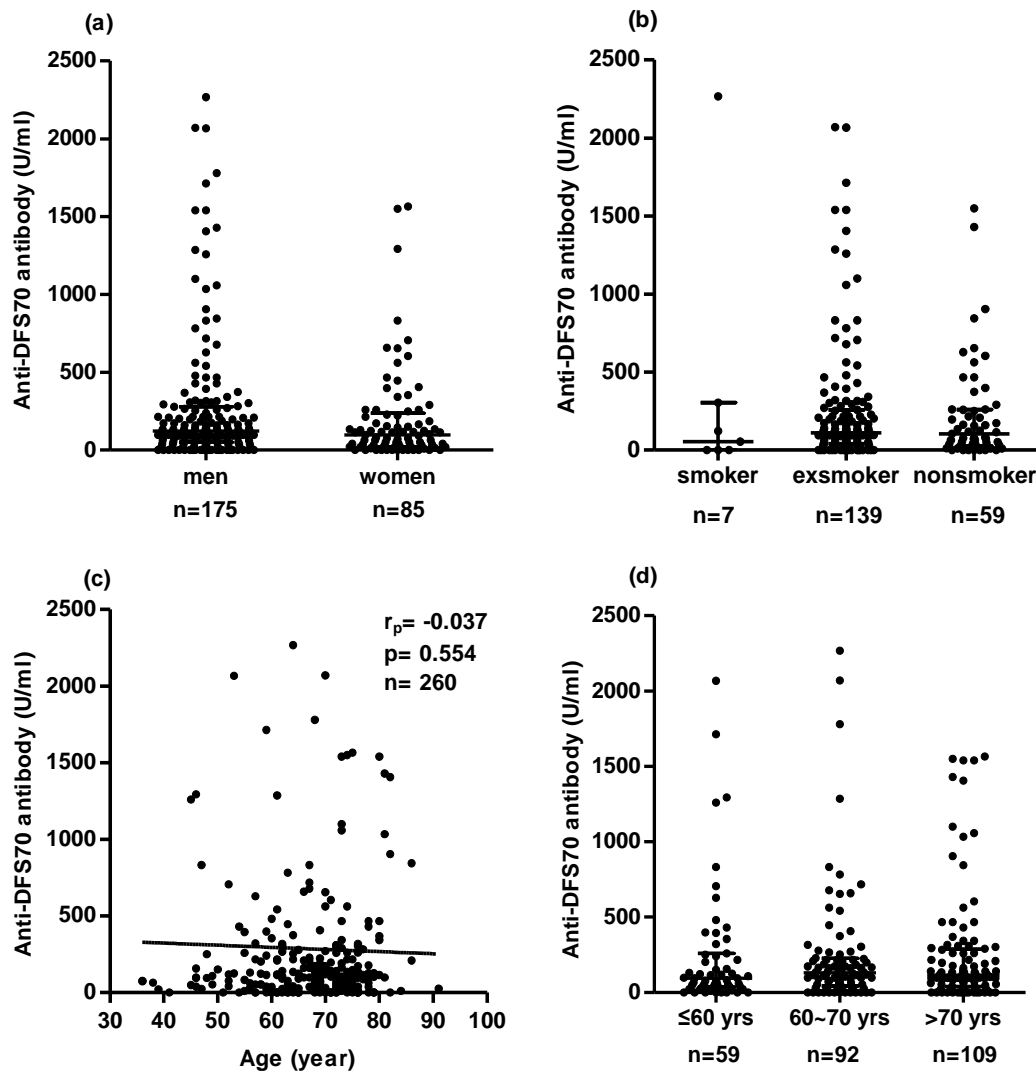 (a)
Anti-DFS70 antibody (U/ml)
2500
2000
1500
1000
500
0
men women
n=175 n=85
(b)
Anti-DFS70 antibody (U/ml)
2500
2000
1500
1000
500
0
smoker exsmoker nonsmoker
n=7 n=139 n=59
(c)
Anti-DFS70 antibody (U/ml)
2500
2000
1500
1000
500
0
rp= -0.037
p= 0.554
n= 260
30 40 50 60 70 80 90 100
Age (year)
(d)
Anti-DFS70 antibody (U/ml)
2500
2000
1500
1000
500
0
≤60 yrs 60~70 yrs >70 yrs
n=59 n=92 n=109